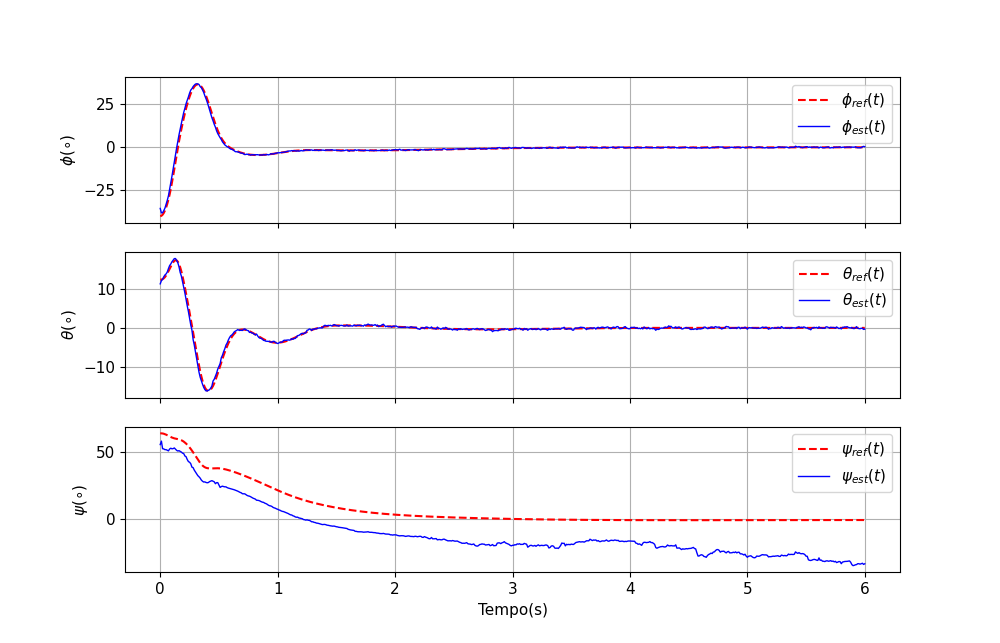 ϕ(∘)
25
0
−25
ϕref(t)
ϕest(t)
θ(∘)
10
0
−10
θref(t)
θest(t)
ψ(∘)
50
0
ψref(t)
ψest(t)
0 1 2 3 4 5 6
Tempo(s)